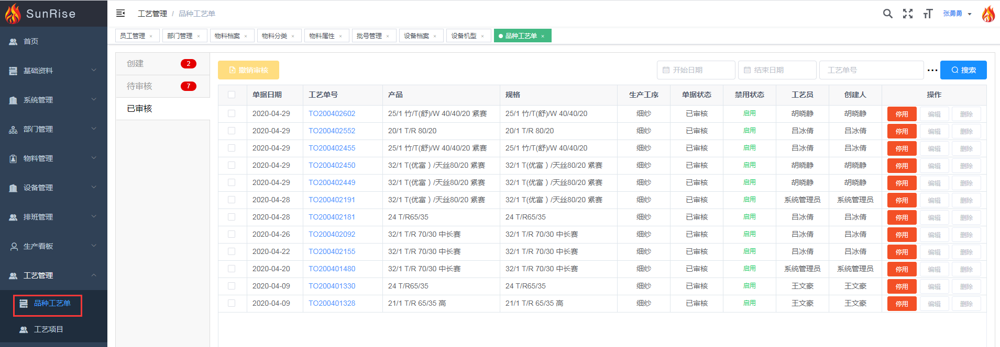 SunRise
工艺管理 / 品种工艺单
张勇勇
员工管理 × 部门管理 × 物料档案 × 物料分类 × 物料属性 × 批号管理 × 设备档案 × 设备机型 × 品种工艺单 ×
首页
基础资料
系统管理
部门管理
物料管理
设备管理
排班管理
生产看板
工艺管理
品种工艺单
工艺项目
创建 2
待审核 7
已审核
撤销审核 开始日期 结束日期 工艺单号 ··· 搜索
单据日期 工艺单号 产品 规格 生产工序 单据状态 禁用状态 工艺员 创建人 操作
2020-04-29 TO200402602 25/1 竹/T(舒)/W 40/40/20 紧赛 25/1 竹/T(舒)/W 40/40/20 细纱 已审核 启用 胡晓静 胡晓静 停用 编辑 删除
2020-04-29 TO200402552 20/1 T/R 80/20 20/1 T/R 80/20 细纱 已审核 启用 吕冰倩 吕冰倩 停用 编辑 删除
2020-04-29 TO200402455 25/1 竹/T(舒)/W 40/40/20 紧赛 25/1 竹/T(舒)/W 40/40/20 细纱 已审核 启用 吕冰倩 吕冰倩 停用 编辑 删除
2020-04-29 TO200402450 32/1 T(优富）/天丝80/20 紧赛 32/1 T(优富）/天丝80/20 紧赛 细纱 已审核 启用 胡晓静 胡晓静 停用 编辑 删除
2020-04-29 TO200402449 32/1 T(优富）/天丝80/20 紧赛 32/1 T(优富）/天丝80/20 紧赛 细纱 已审核 启用 胡晓静 胡晓静 停用 编辑 删除
2020-04-28 TO200402191 32/1 T(优富）/天丝80/20 紧赛 32/1 T(优富）/天丝80/20 紧赛 细纱 已审核 启用 系统管理员 系统管理员 停用 编辑 删除
2020-04-28 TO200402181 24 T/R65/35 24 T/R65/35 细纱 已审核 启用 吕冰倩 吕冰倩 停用 编辑 删除
2020-04-26 TO200402092 32/1 T/R 70/30 中长赛 32/1 T/R 70/30 中长赛 细纱 已审核 启用 吕冰倩 吕冰倩 停用 编辑 删除
2020-04-22 TO200402155 32/1 T/R 70/30 中长赛 32/1 T/R 70/30 中长赛 细纱 已审核 启用 吕冰倩 吕冰倩 停用 编辑 删除
2020-04-20 TO200401480 32/1 T/R 70/30 中长赛 32/1 T/R 70/30 中长赛 细纱 已审核 启用 系统管理员 系统管理员 停用 编辑 删除
2020-04-09 TO200401330 24 T/R65/35 24 T/R65/35 细纱 已审核 启用 王文豪 王文豪 停用 编辑 删除
2020-04-09 TO200401328 21/1 T/R 65/35 高 21/1 T/R 65/35 高 细纱 已审核 启用 王文豪 王文豪 停用 编辑 删除